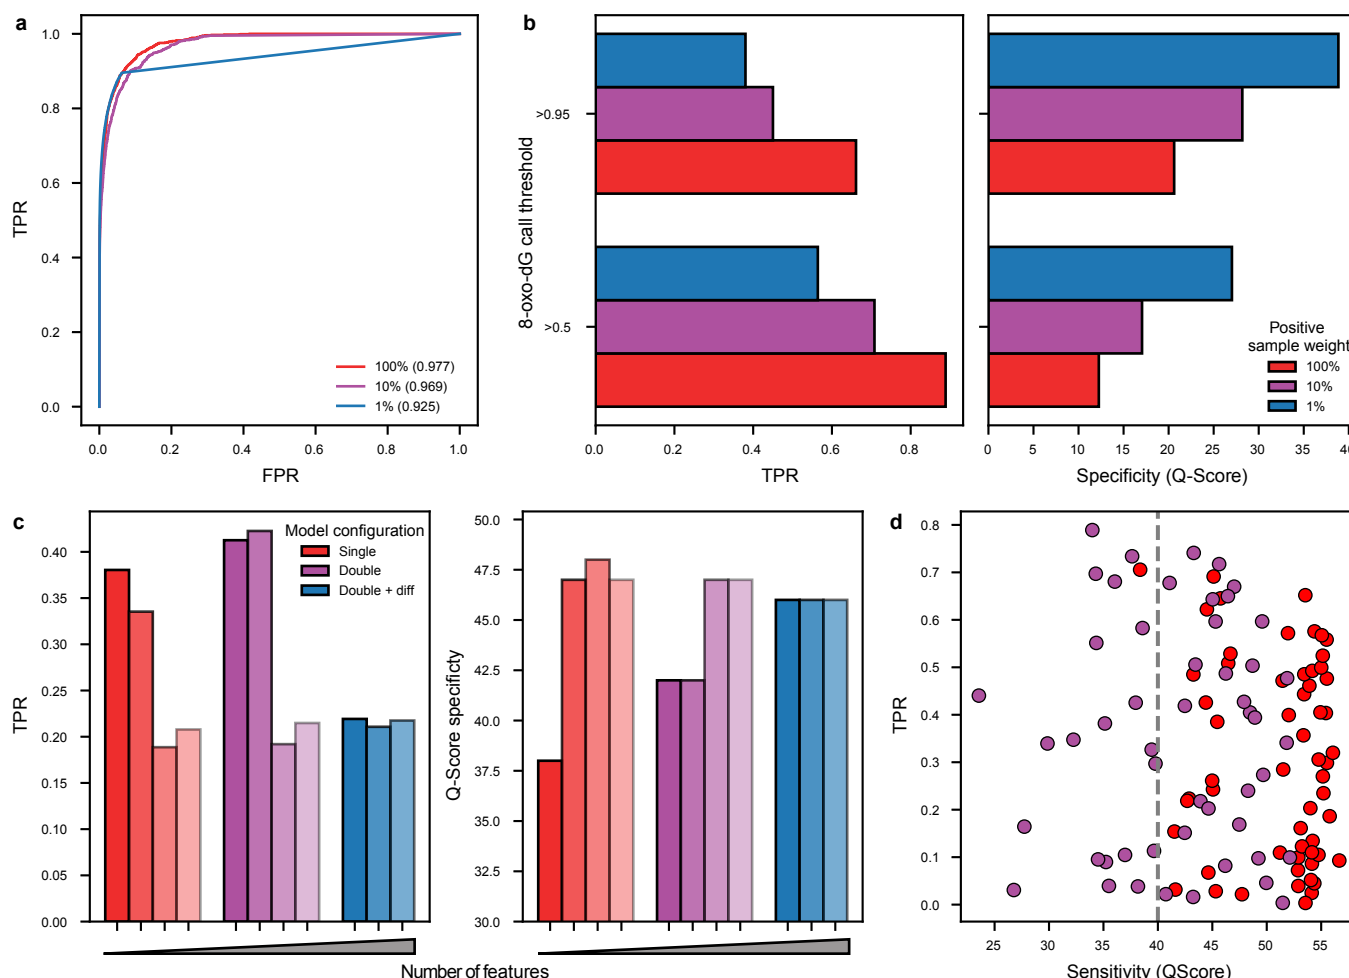 a
1.0
0.8
0.6
0.4
0.2
0.0
TPR
100% (0.977)
10% (0.969)
1% (0.925)
0.0 0.2 0.4 0.6 0.8 1.0
FPR
b
8-oxo-dG call threshold
>0.95
>0.5
0.0 0.2 0.4 0.6 0.8
TPR
Positive
sample weight
100%
10%
1%
0 5 10 15 20 25 30 35 40
Specificity (Q-Score)
c
Model configuration
Single
Double
Double + diff
0.40
0.35
0.30
0.25
0.20
0.15
0.10
0.05
0.00
TPR
50.0
47.5
45.0
42.5
40.0
37.5
35.0
32.5
30.0
Q-Score specificty
Number of features
d
0.8
0.7
0.6
0.5
0.4
0.3
0.2
0.1
0.0
TPR
25 30 35 40 45 50 55
Sensitivity (QScore)